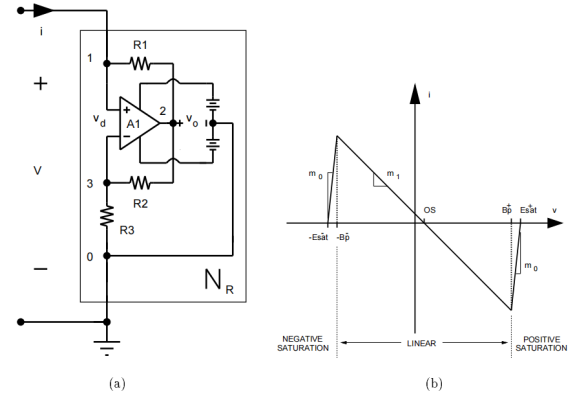 i
1
R1
+
+
A1
2
+
v_d
v_o
−
−
V
3
R2
R3
0
−
N_R
(a)
i
m_0
m_1
OS
Bp+
Esat+
v
-Esat-
-Bp-
m_0
NEGATIVE SATURATION
LINEAR
POSITIVE SATURATION
(b)